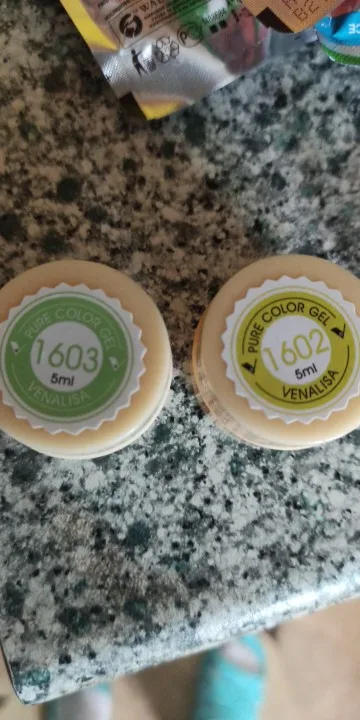 PURE COLOR GEL
1603
5ml
VENALISA
PURE COLOR GEL
1602
5ml
VENALISA